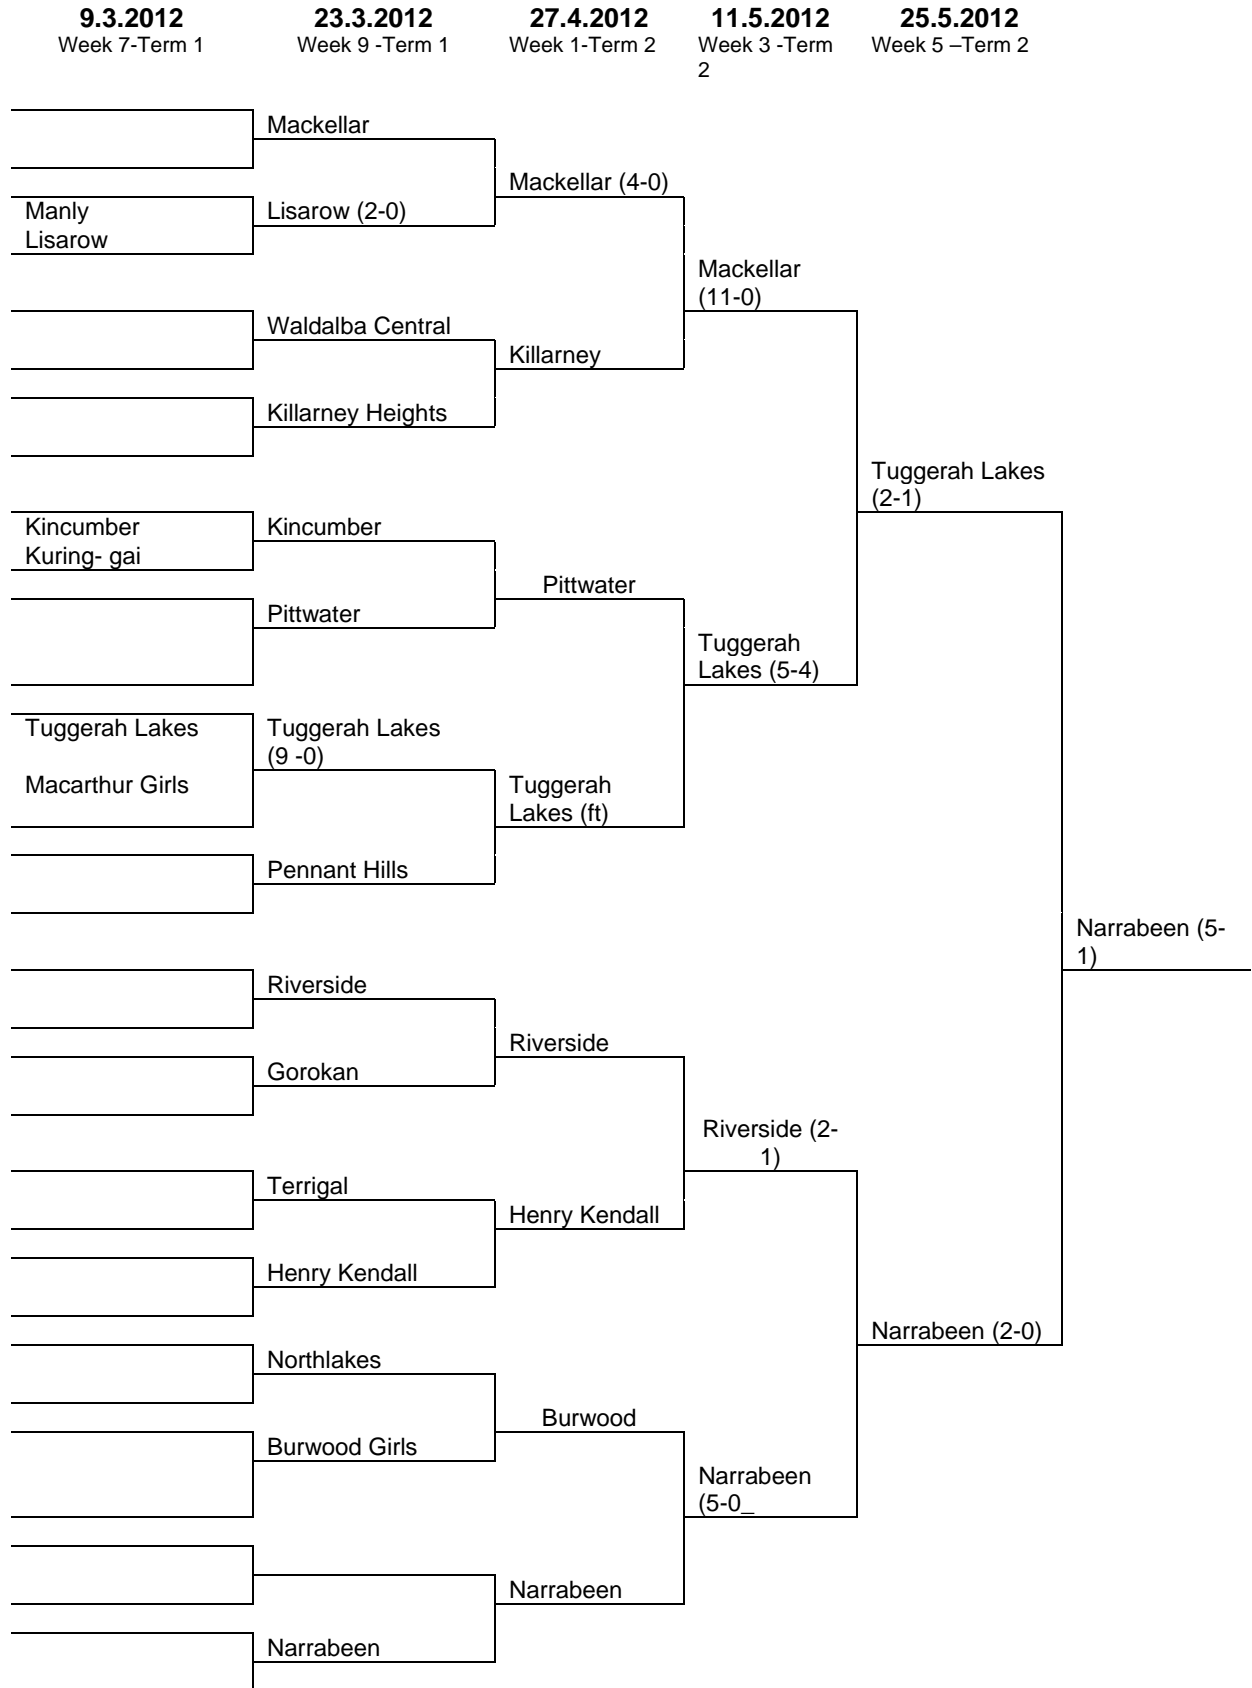 9.3.2012
Week 7-Term 1
23.3.2012
Week 9 -Term 1
27.4.2012
Week 1-Term 2
11.5.2012
Week 3 -Term
2
25.5.2012
Week 5 –Term 2
Mackellar
Mackellar (4-0)
Manly
Lisarow
Lisarow (2-0)
Mackellar
(11-0)
Waldalba Central
Killarney
Killarney Heights
Tuggerah Lakes
(2-1)
Kincumber
Kuring- gai
Kincumber
Pittwater
Pittwater
Tuggerah
Lakes (5-4)
Tuggerah Lakes
Macarthur Girls
Tuggerah Lakes
(9 -0)
Tuggerah
Lakes (ft)
Pennant Hills
Narrabeen (5-
1)
Riverside
Riverside
Gorokan
Riverside (2-
1)
Terrigal
Henry Kendall
Henry Kendall
Narrabeen (2-0)
Northlakes
Burwood
Burwood Girls
Narrabeen
(5-0_
Narrabeen
Narrabeen